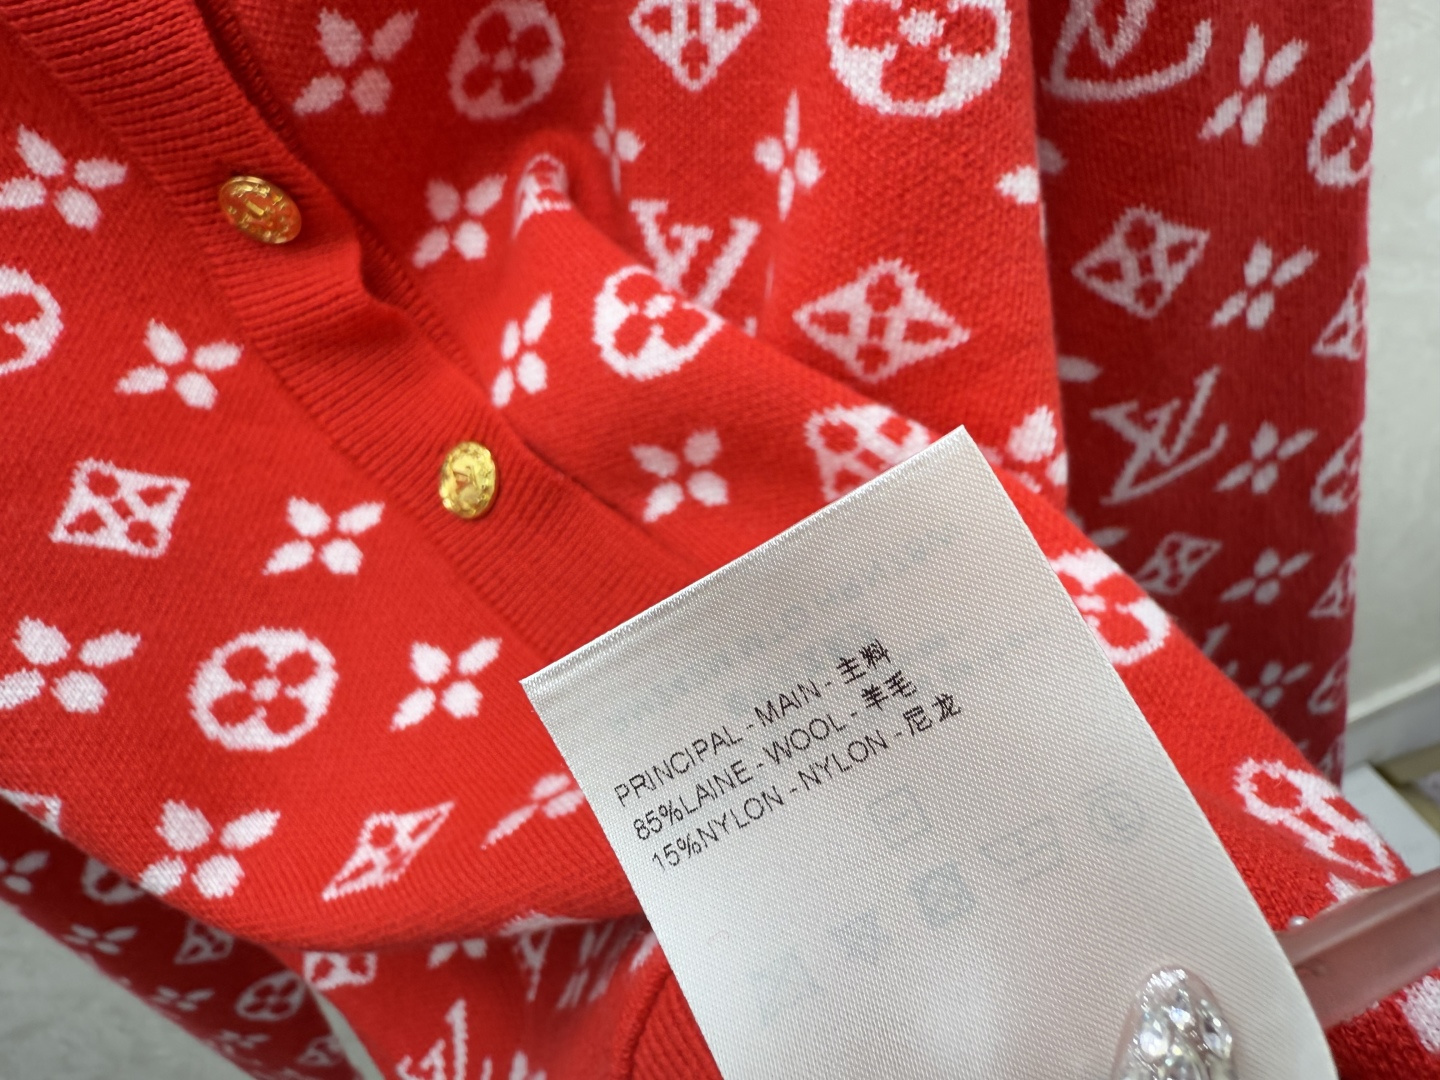 PRINCIPAL - MAIN - 主料
85%LAINE - WOOL - 羊毛
15%NYLON - NYLON - 尼龙